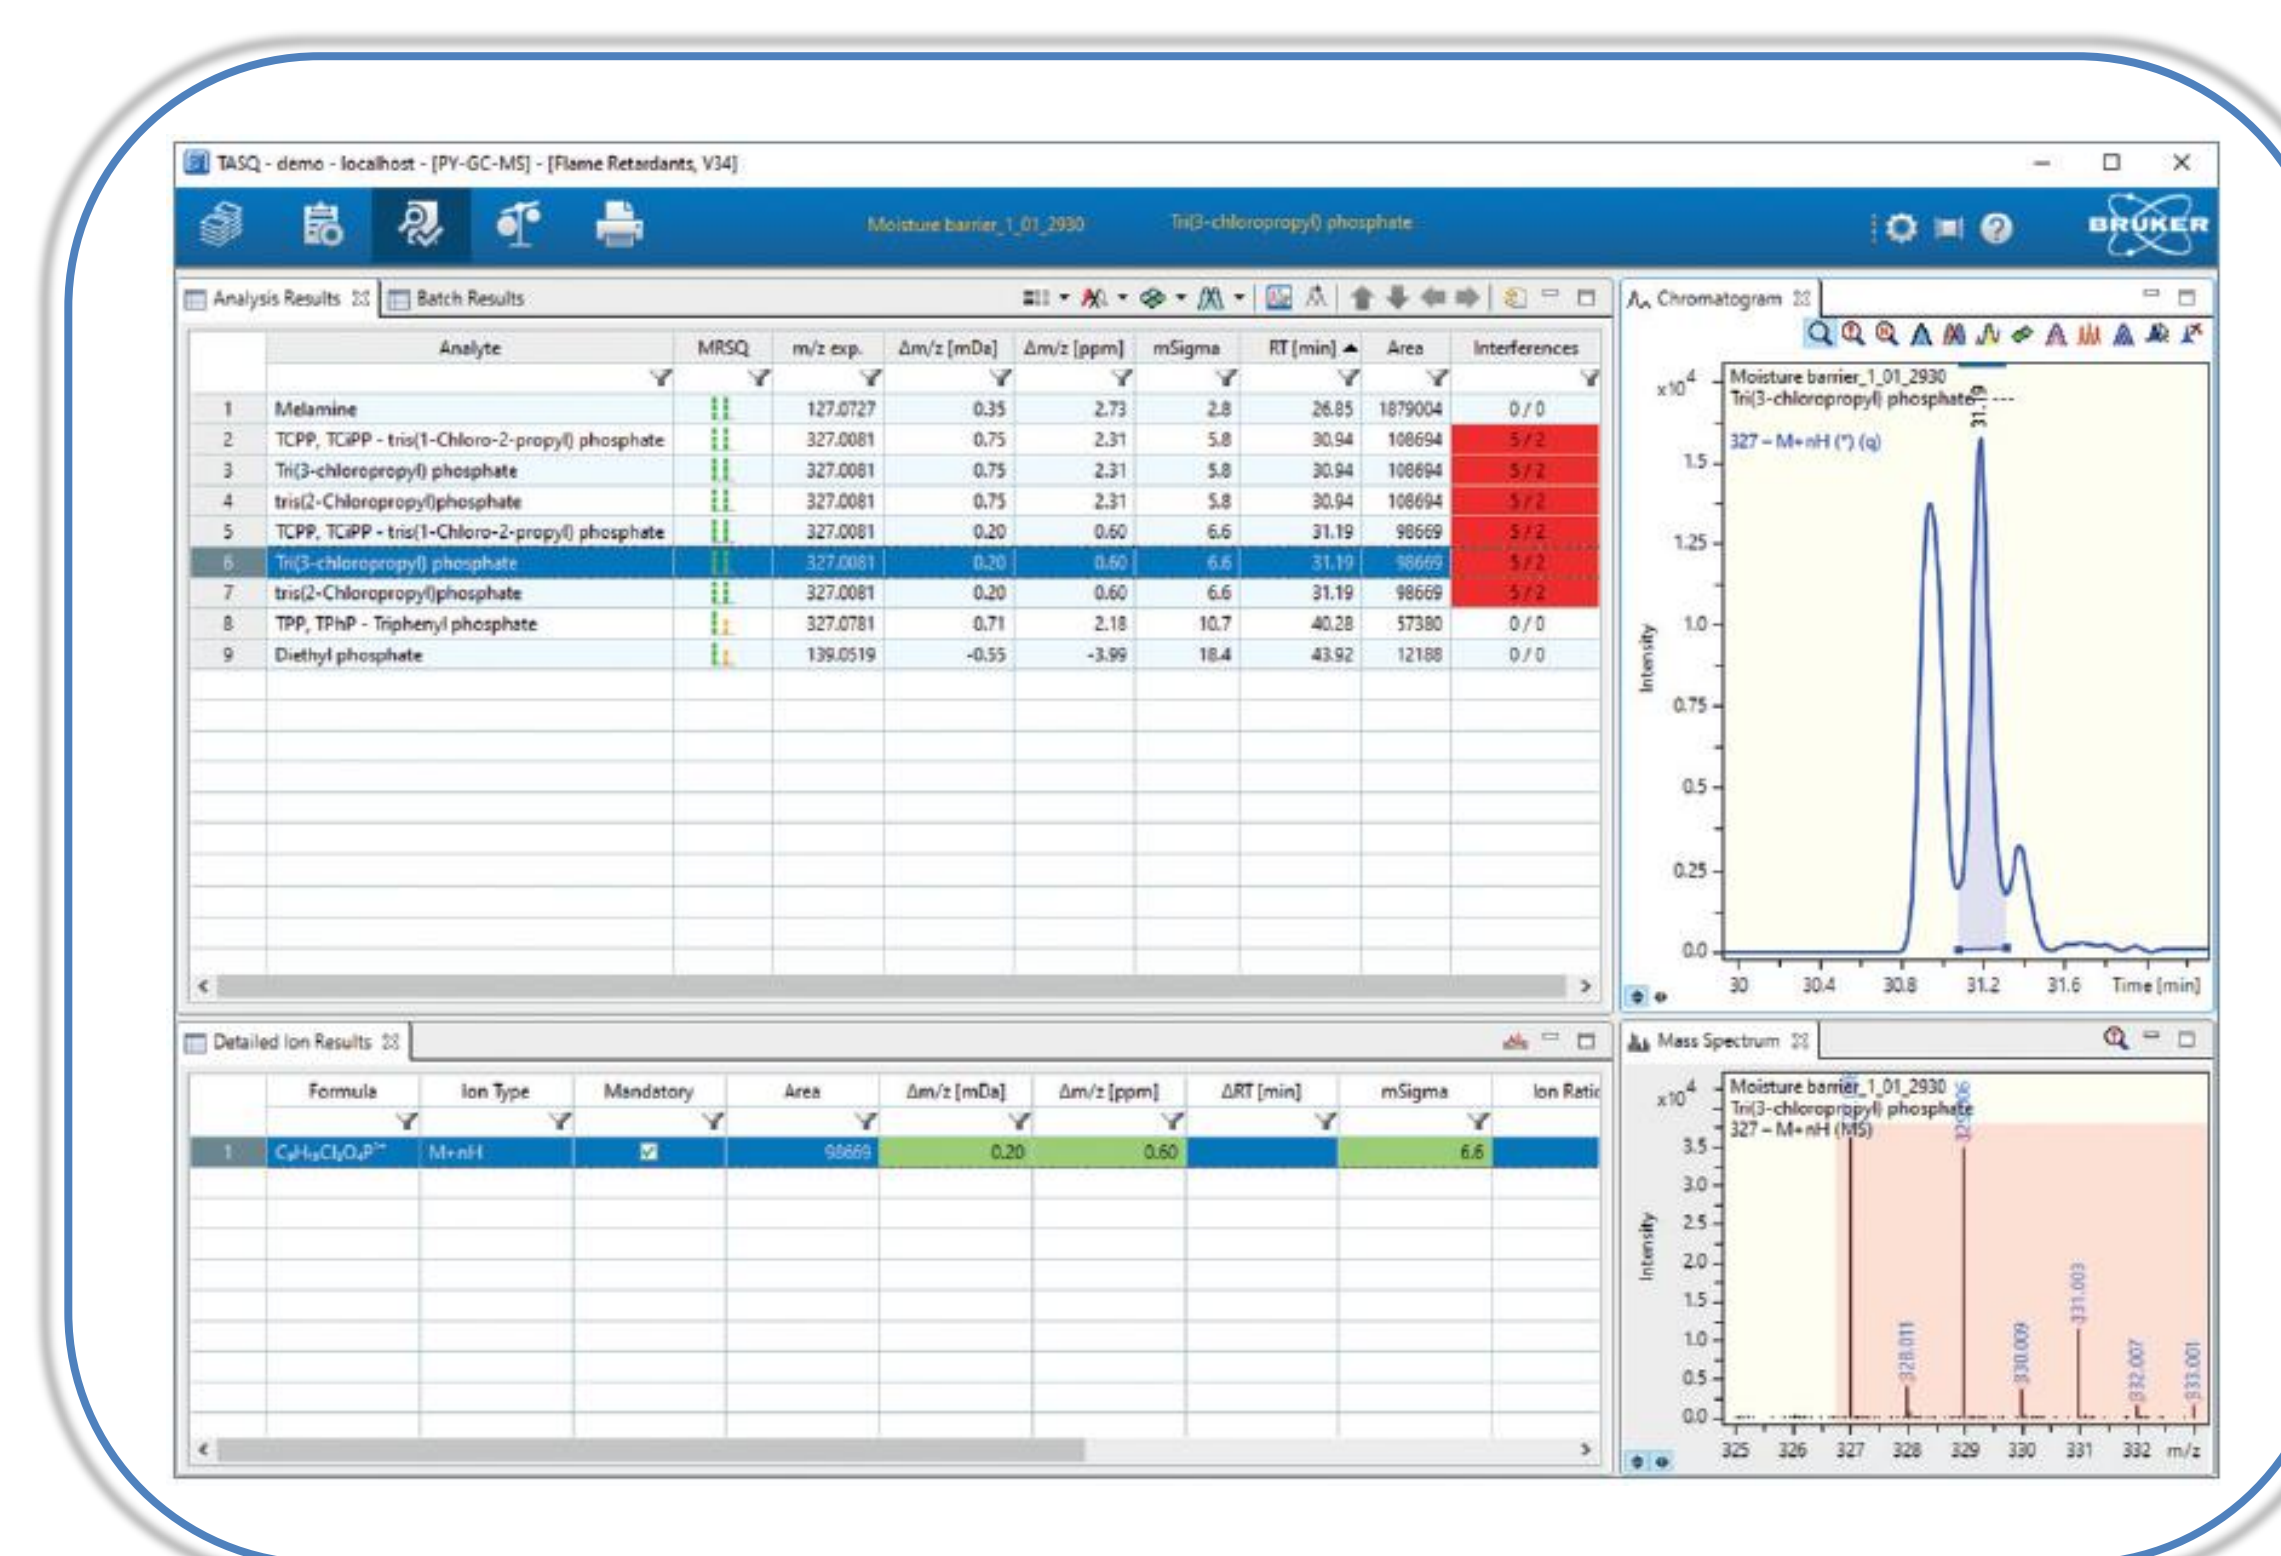 TASQ - demo - localhost - [PY-GC-MS] - [Flame Retardants, V34]
Moisture barrier_1_01_2930 Tri(3-chloropropyl) phosphate
BRUKER
Analysis Results Batch Results
Analyte MRSQ m/z exp. Δm/z [mDa] Δm/z [ppm] mSigma RT [min] Area Interferences
1 Melamine 127.0727 0.35 2.73 2.8 26.85 1879004 0 / 0
2 TCPP, TCiPP - tris(1-Chloro-2-propyl) phosphate 327.0081 0.75 2.31 5.8 30.94 108694 5 / 2
3 Tri(3-chloropropyl) phosphate 327.0081 0.75 2.31 5.8 30.94 108694 5 / 2
4 tris(2-Chloropropyl)phosphate 327.0081 0.75 2.31 5.8 30.94 108694 5 / 2
5 TCPP, TCiPP - tris(1-Chloro-2-propyl) phosphate 327.0081 0.20 0.60 6.6 31.19 98669 5 / 2
6 Tri(3-chloropropyl) phosphate 327.0081 0.20 0.60 6.6 31.19 98669 5 / 2
7 tris(2-Chloropropyl)phosphate 327.0081 0.20 0.60 6.6 31.19 98669 5 / 2
8 TPP, TPhP - Triphenyl phosphate 327.0781 0.71 2.18 10.7 40.28 57380 0 / 0
9 Diethyl phosphate 139.0519 -0.55 -3.99 18.4 43.92 12188 0 / 0
Chromatogram
x10^4
Moisture barrier_1_01_2930
Tri(3-chloropropyl) phosphate
327 – M+nH (*) (q)
31.19
Intensity
1.5
1.25
1.0
0.75
0.5
0.25
0.0
30 30.4 30.8 31.2 31.6 Time [min]
Detailed Ion Results
Formula Ion Type Mandatory Area Δm/z [mDa] Δm/z [ppm] ΔRT [min] mSigma Ion Ratio
1 M+nH 98669 0.20 0.60 6.6
Mass Spectrum
x10^4
Moisture barrier_1_01_2930
Tri(3-chloropropyl) phosphate
327 – M+nH (MS)
Intensity
3.5
3.0
2.5
2.0
1.5
1.0
0.5
0.0
328.011
330.009
331.003
332.007
333.001
325 326 327 328 329 330 331 332 m/z